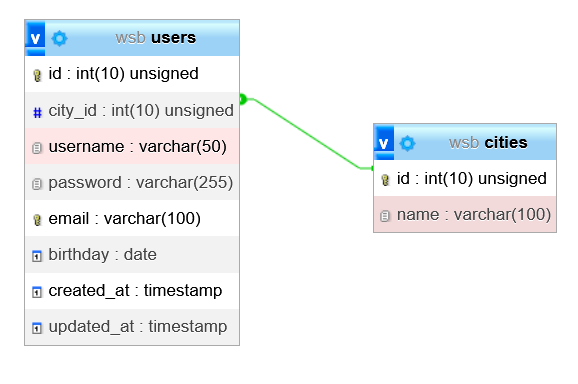 v wsb users
id : int(10) unsigned
# city_id : int(10) unsigned
username : varchar(50)
password : varchar(255)
email : varchar(100)
birthday : date
created_at : timestamp
updated_at : timestamp
v wsb cities
id : int(10) unsigned
name : varchar(100)